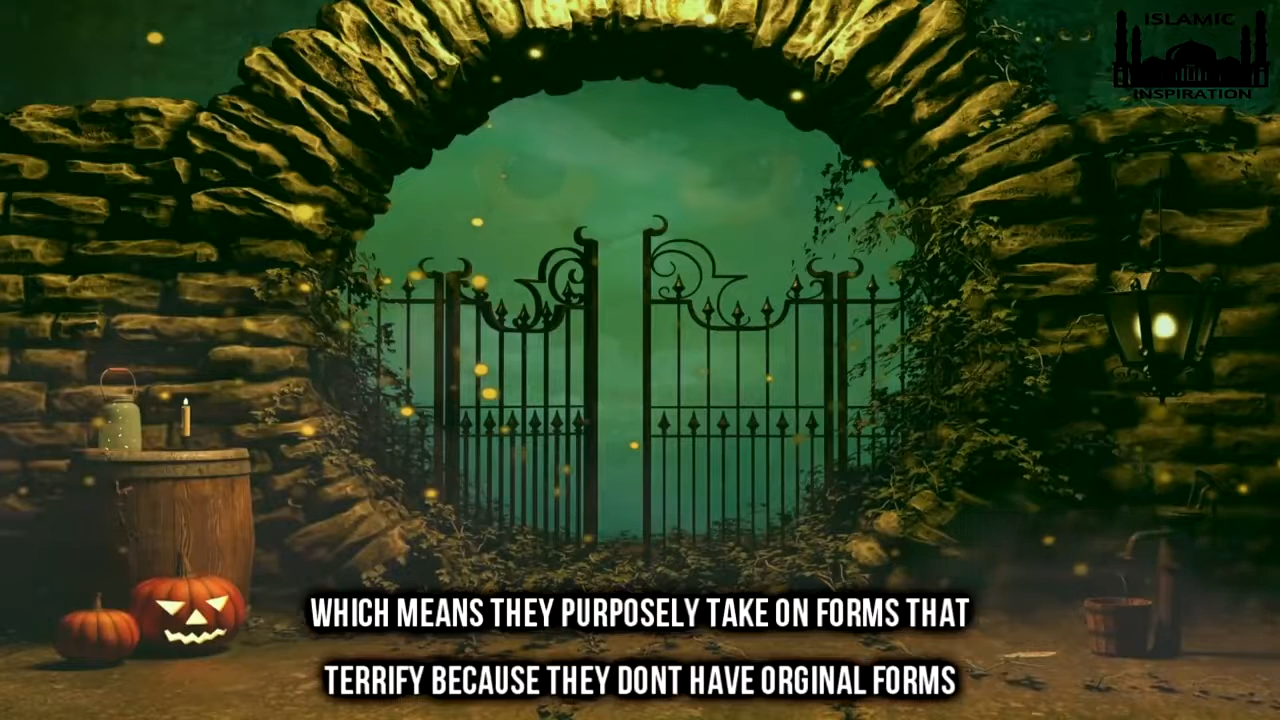 ISLAMIC
INSPIRATION
WHICH MEANS THEY PURPOSELY TAKE ON FORMS THAT
TERRIFY BECAUSE THEY DONT HAVE ORGINAL FORMS